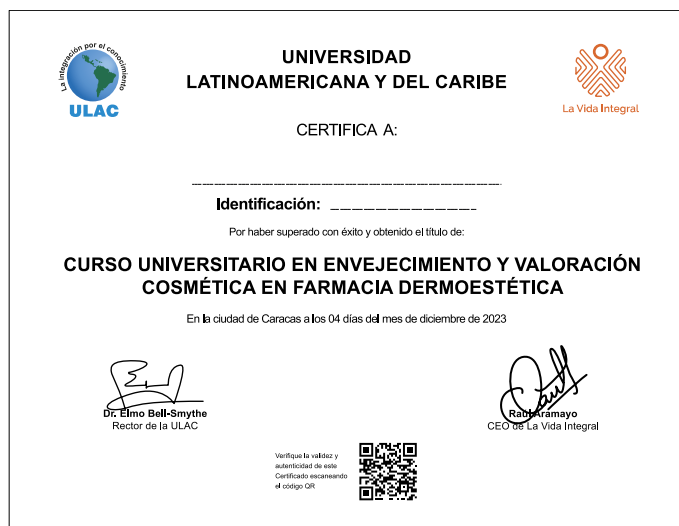 La integración por el conocimiento
ULAC
UNIVERSIDAD
LATINOAMERICANA Y DEL CARIBE
La Vida Integral
CERTIFICA A:
Identificación:
Por haber superado con éxito y obtenido el título de:
CURSO UNIVERSITARIO EN ENVEJECIMIENTO Y VALORACIÓN
COSMÉTICA EN FARMACIA DERMOESTÉTICA
En la ciudad de Caracas a los 04 días del mes de diciembre de 2023
Dr. Elmo Bell-Smythe
Rector de la ULAC
Raúl Aramayo
CEO de La Vida Integral
Verifique la validez y
autenticidad de este
Certificado escaneando
el código QR